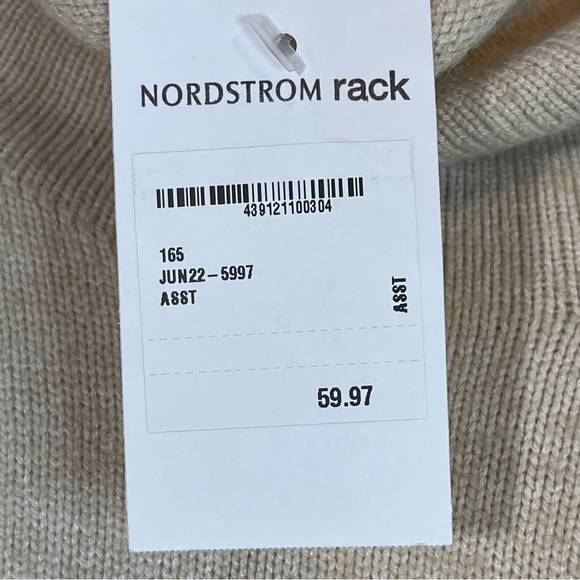 NORDSTROM rack
439121100304
165
JUN22-5997
ASST
ASST
59.97